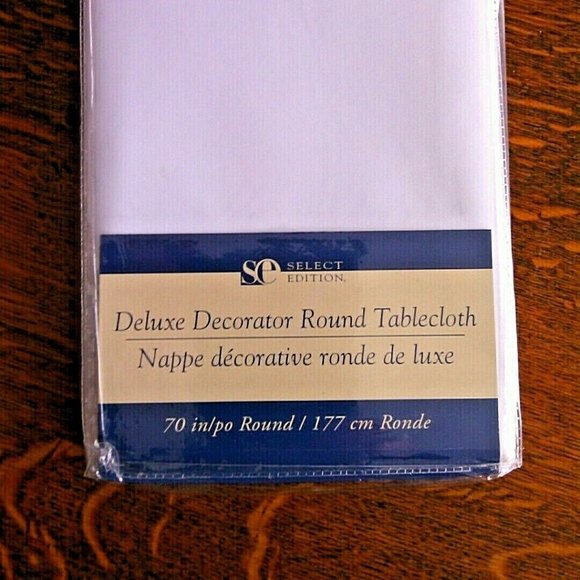 se SELECT
EDITION.
Deluxe Decorator Round Tablecloth
Nappe décorative ronde de luxe
70 in/po Round / 177 cm Ronde